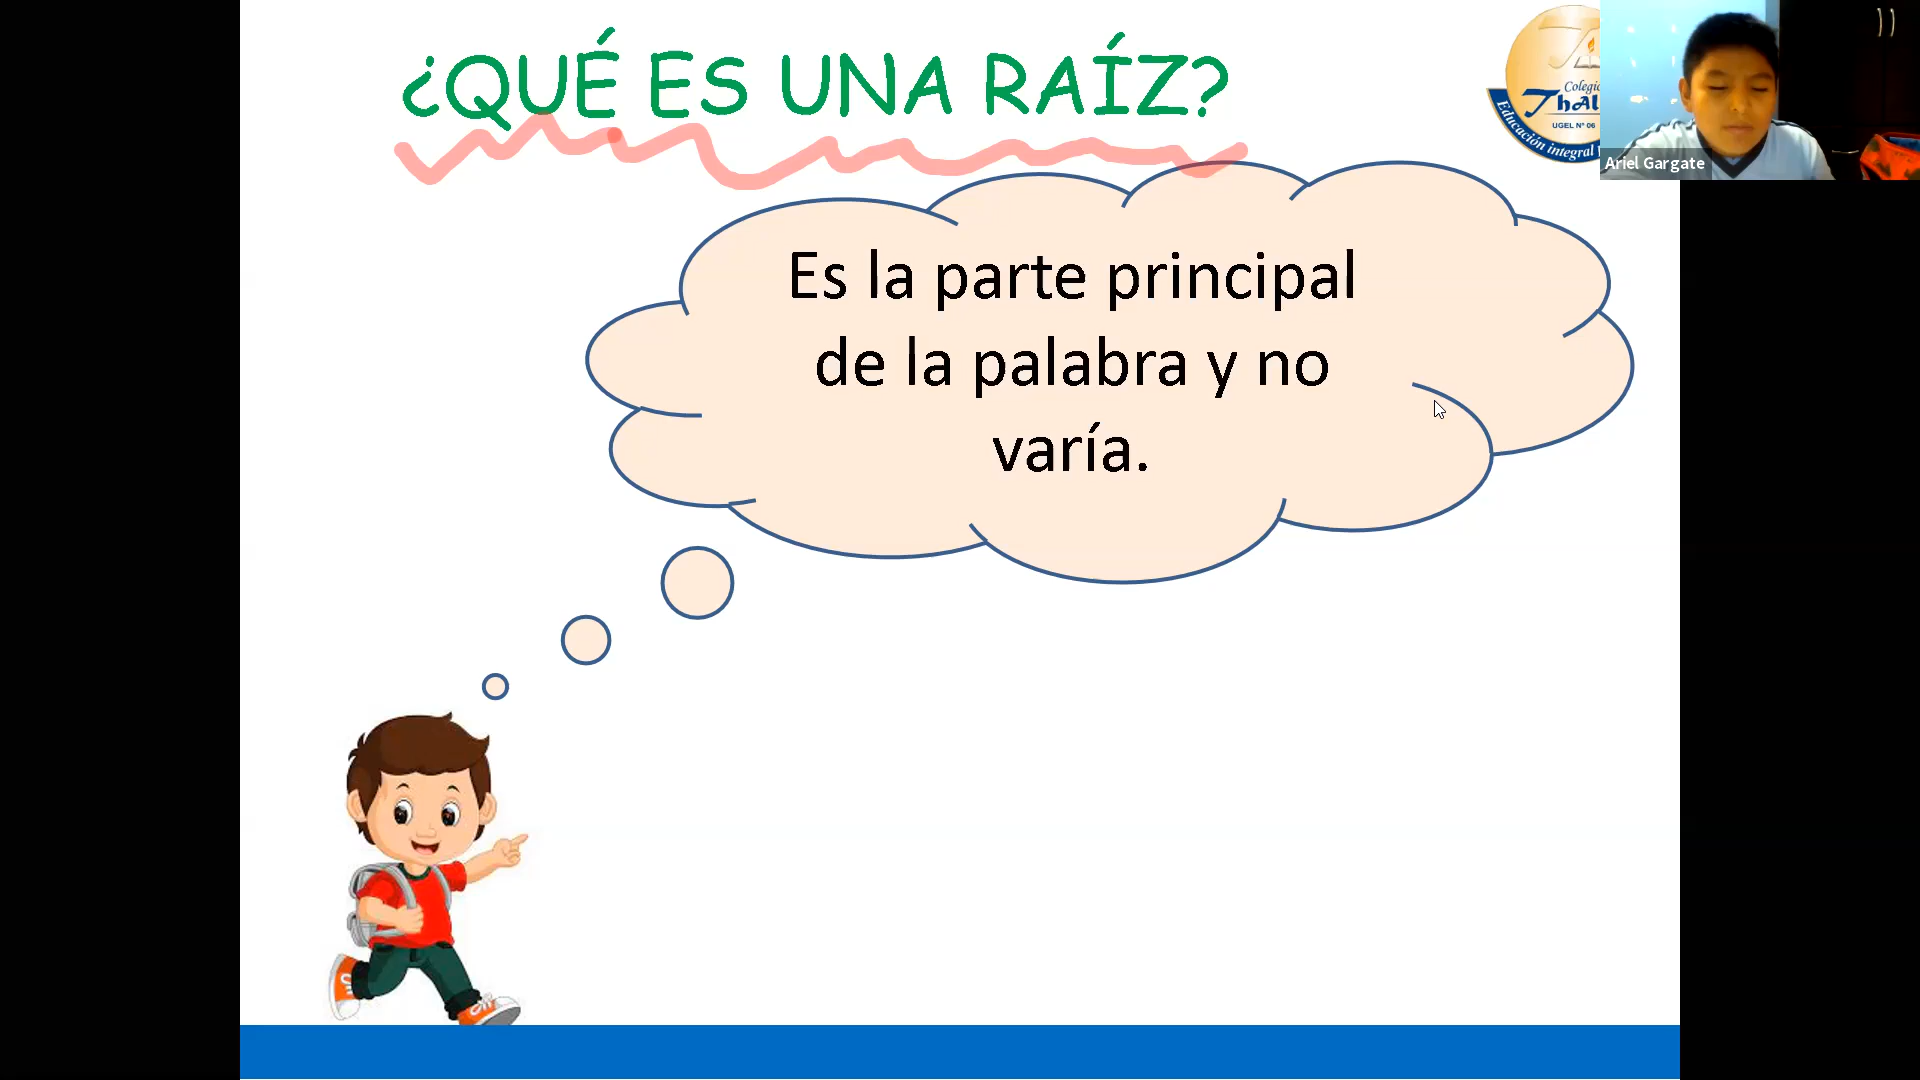 ¿QUÉ ES UNA RAÍZ?
Colegio
UGEL Nº 06
Educación integral
Ariel Gargate
Es la parte principal
de la palabra y no
varía.